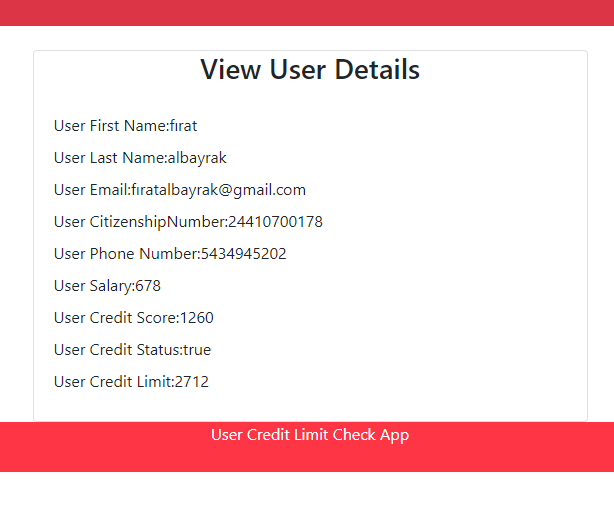 View User Details
User First Name:fırat
User Last Name:albayrak
User Email:fıratalbayrak@gmail.com
User CitizenshipNumber:24410700178
User Phone Number:5434945202
User Salary:678
User Credit Score:1260
User Credit Status:true
User Credit Limit:2712
User Credit Limit Check App